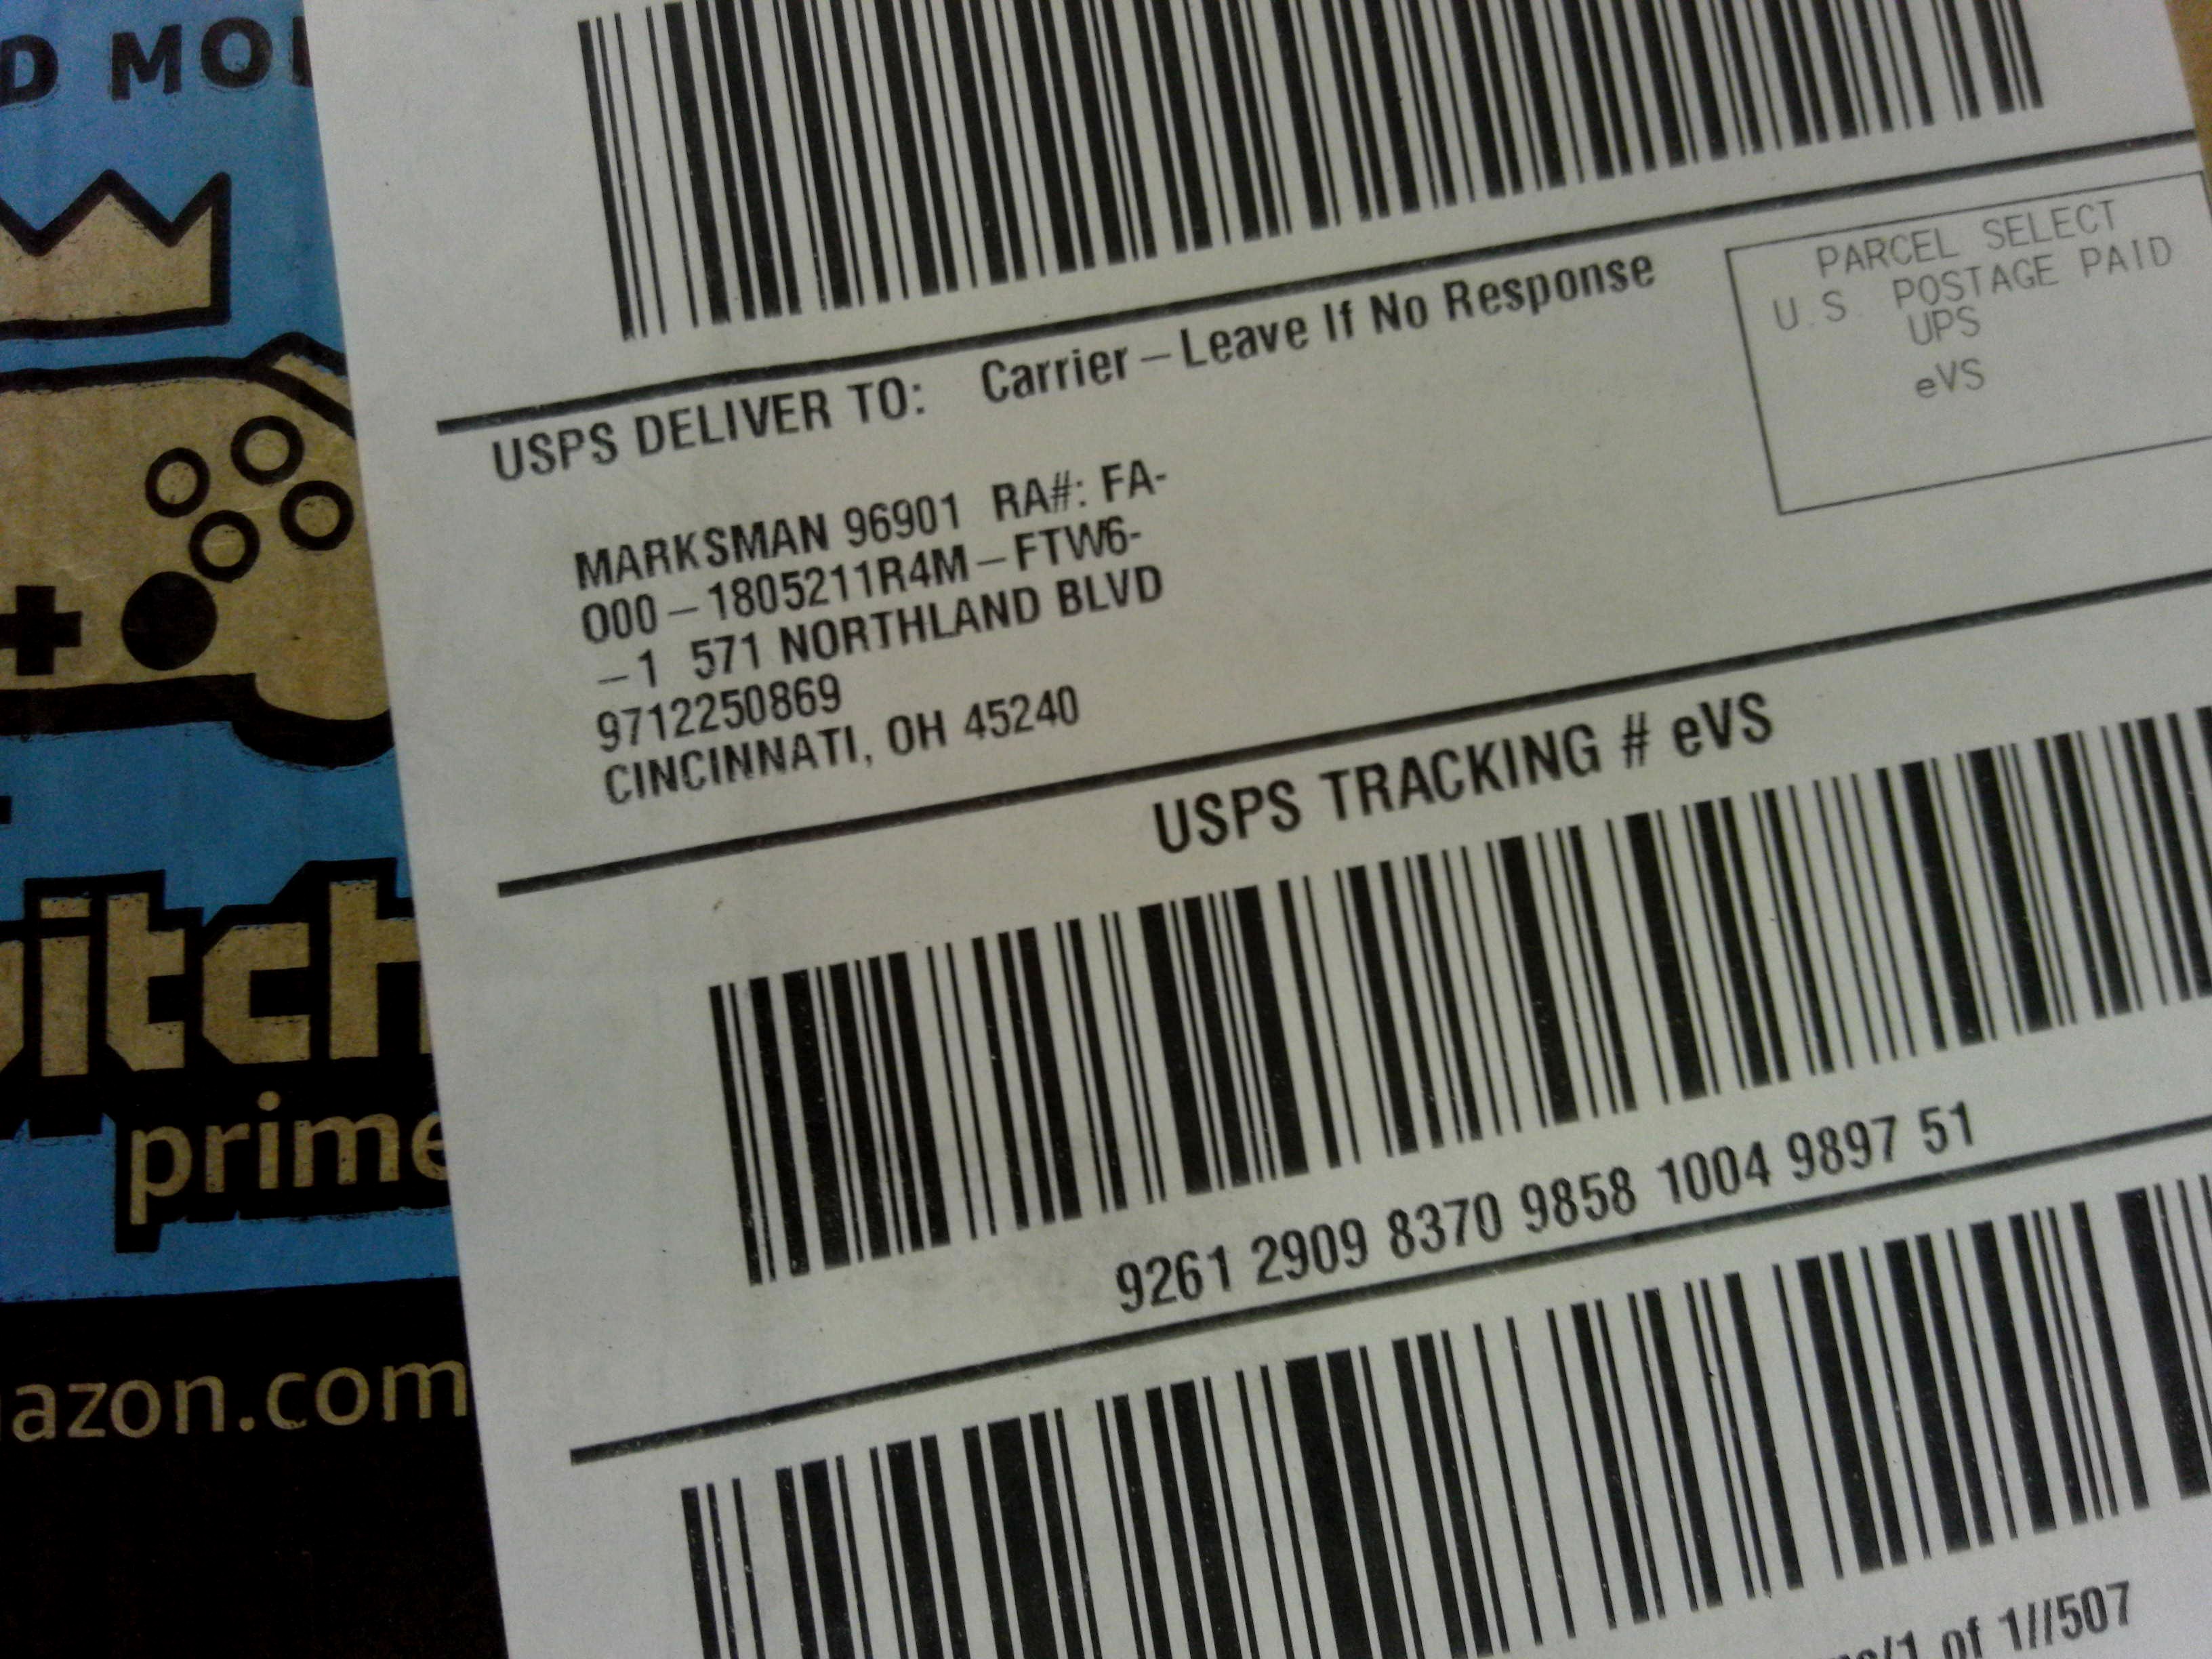 D MO
itch
prime
azon.com
USPS DELIVER TO: Carrier – Leave If No Response
PARCEL SELECT
U.S. POSTAGE PAID
UPS
eVS
MARKSMAN 96901 RA#: FA-
000 – 1805211R4M – FTW6-
– 1 571 NORTHLAND BLVD
9712250869
CINCINNATI, OH 45240
USPS TRACKING # eVS
9261 2909 8370 9858 1004 9897 51
/1 of 1//507